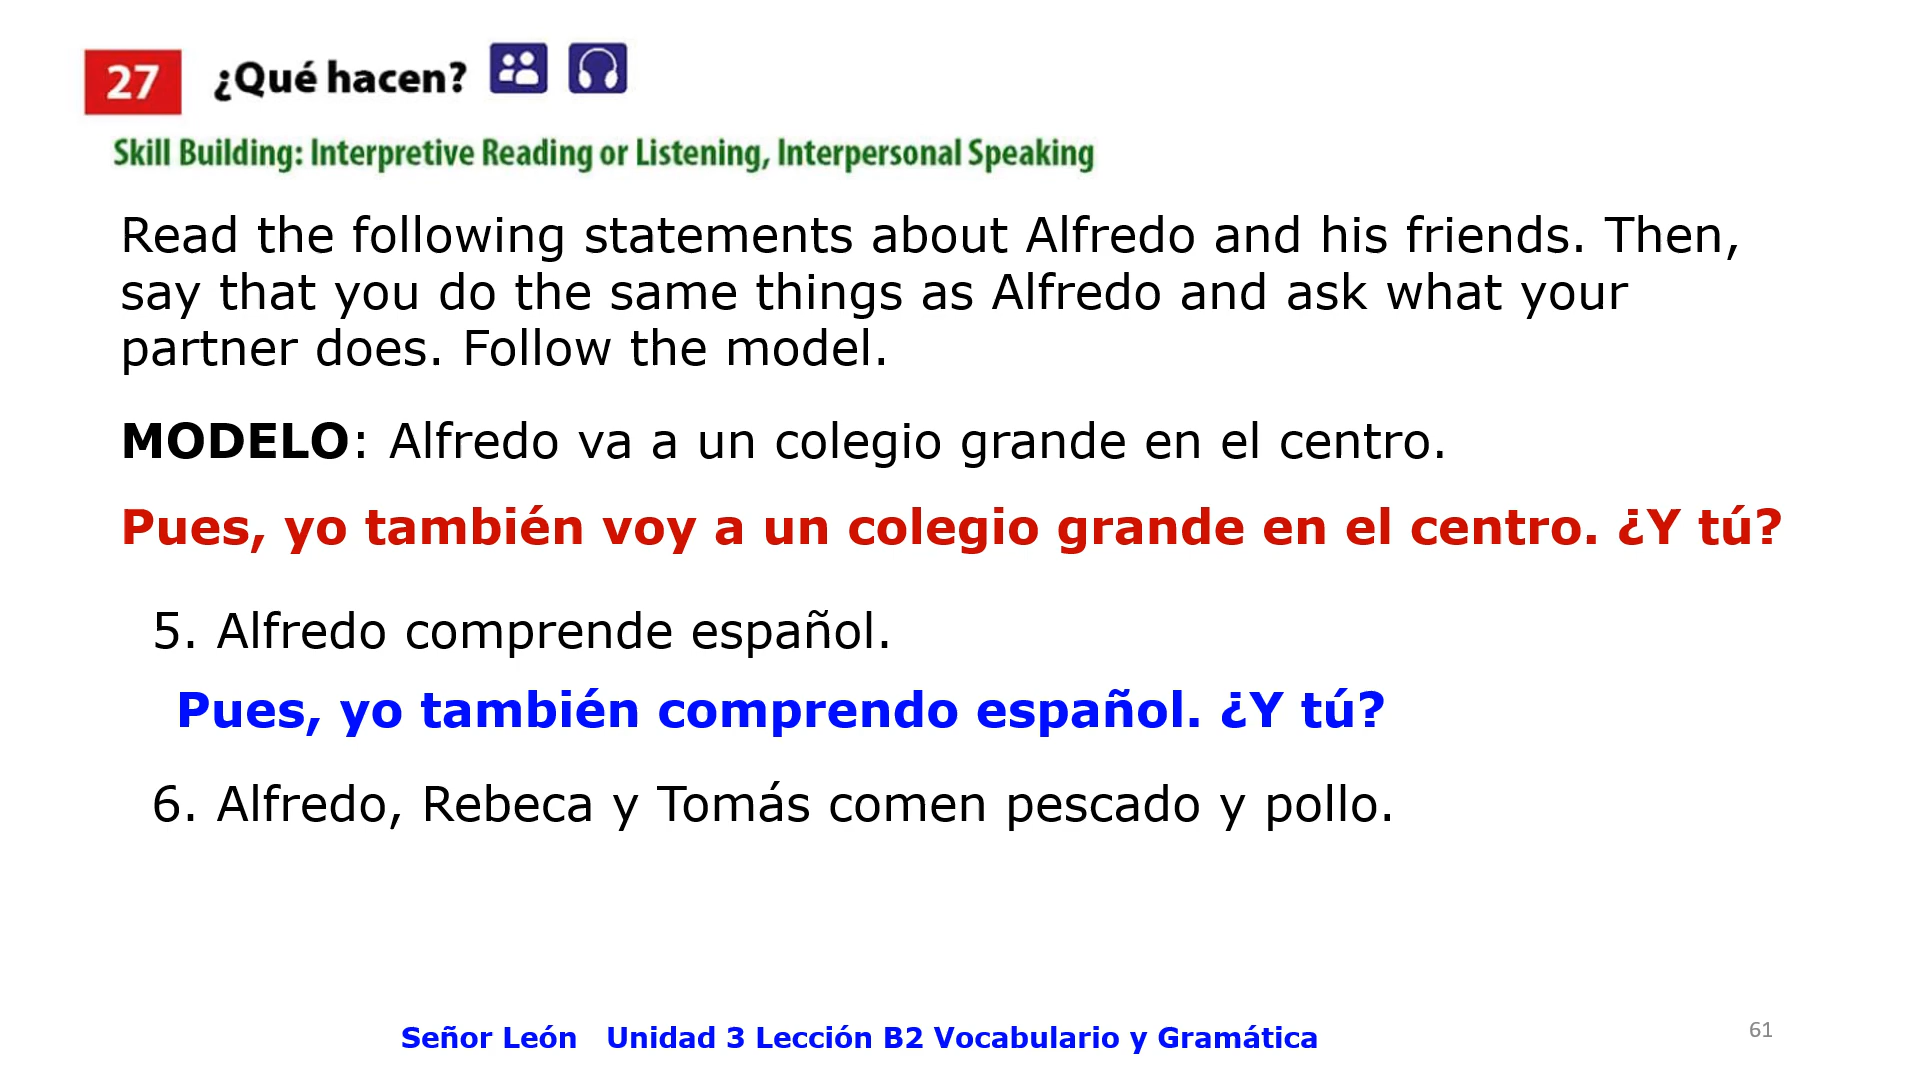 27 ¿Qué hacen?
Skill Building: Interpretive Reading or Listening, Interpersonal Speaking
Read the following statements about Alfredo and his friends. Then,
say that you do the same things as Alfredo and ask what your
partner does. Follow the model.
MODELO: Alfredo va a un colegio grande en el centro.
Pues, yo también voy a un colegio grande en el centro. ¿Y tú?
5. Alfredo comprende español.
Pues, yo también comprendo español. ¿Y tú?
6. Alfredo, Rebeca y Tomás comen pescado y pollo.
Señor León Unidad 3 Lección B2 Vocabulario y Gramática
61